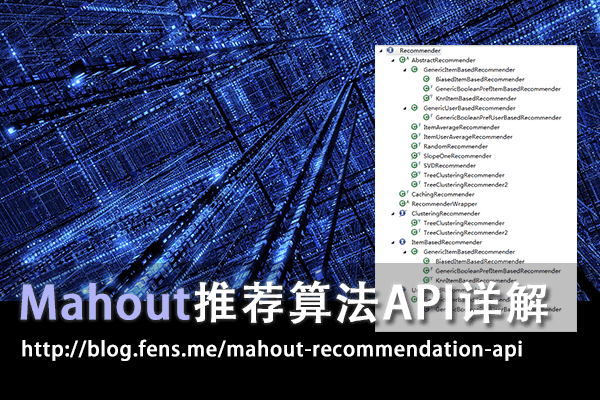 Recommender
AbstractRecommender
GenericItemBasedRecommender
BiasedItemBasedRecommender
GenericBooleanPrefItemBasedRecommender
KnnItemBasedRecommender
GenericUserBasedRecommender
GenericBooleanPrefUserBasedRecommender
ItemAverageRecommender
ItemUserAverageRecommender
RandomRecommender
SlopeOneRecommender
SVDRecommender
TreeClusteringRecommender
TreeClusteringRecommender2
CachingRecommender
RecommenderWrapper
ClusteringRecommender
TreeClusteringRecommender
TreeClusteringRecommender2
ItemBasedRecommender
GenericItemBasedRecommender
BiasedItemBasedRecommender
GenericBooleanPrefItemBasedRecommender
KnnItemBasedRecommender
Mahout推荐算法API详解
http://blog.fens.me/mahout-recommendation-api